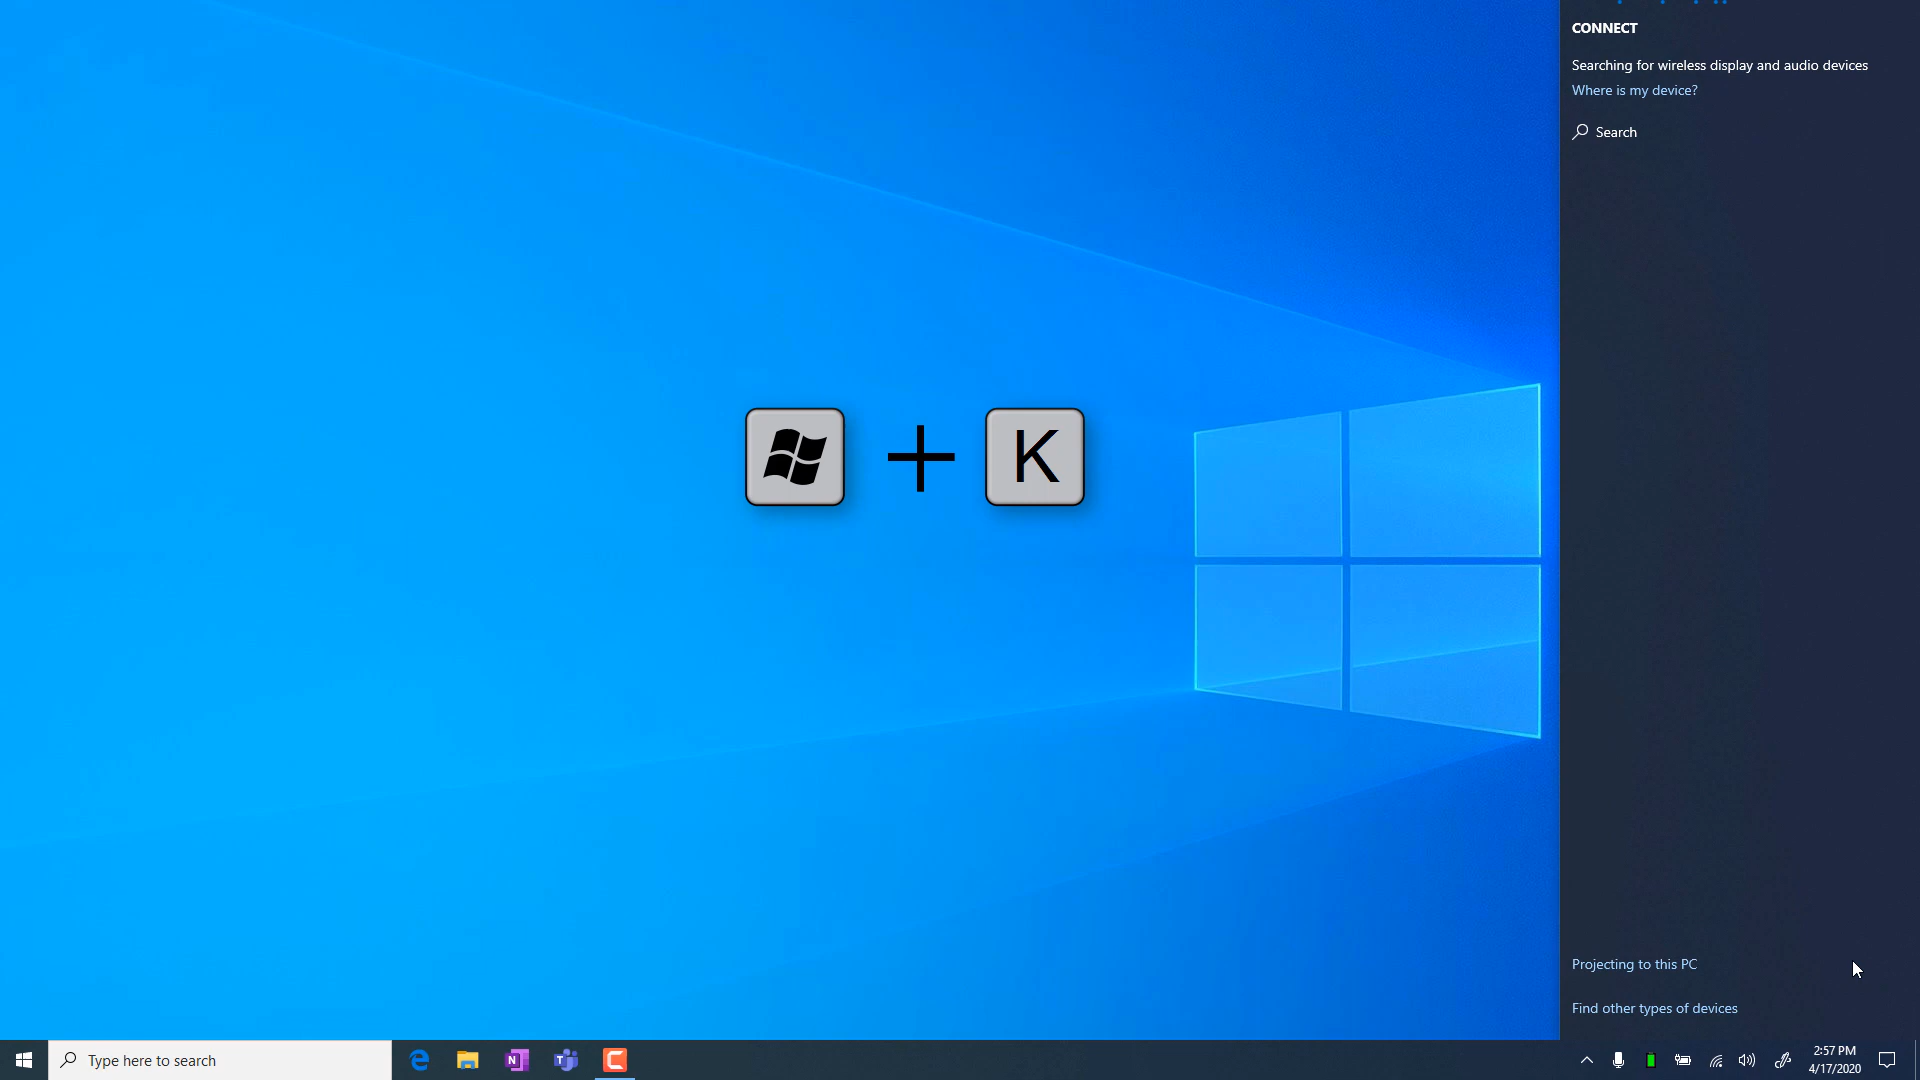 CONNECT
Searching for wireless display and audio devices
Where is my device?
Search
+ K
Projecting to this PC
Find other types of devices
Type here to search
N
T
2:57 PM
4/17/2020